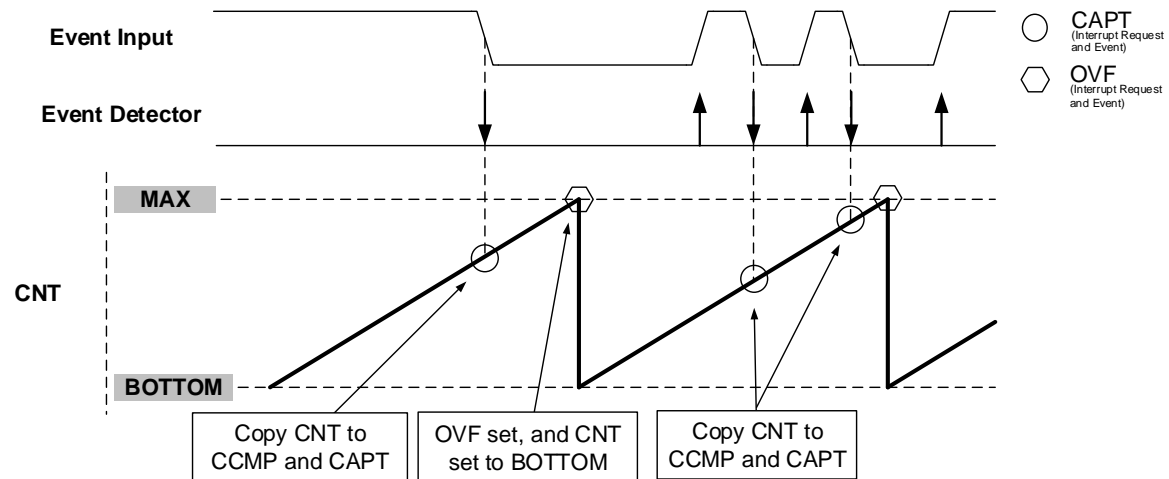 Event Input
CAPT
(Interrupt Request
and Event)
OVF
(Interrupt Request
and Event)
Event Detector
MAX
CNT
BOTTOM
Copy CNT to
CCMP and CAPT
OVF set, and CNT
set to BOTTOM
Copy CNT to
CCMP and CAPT